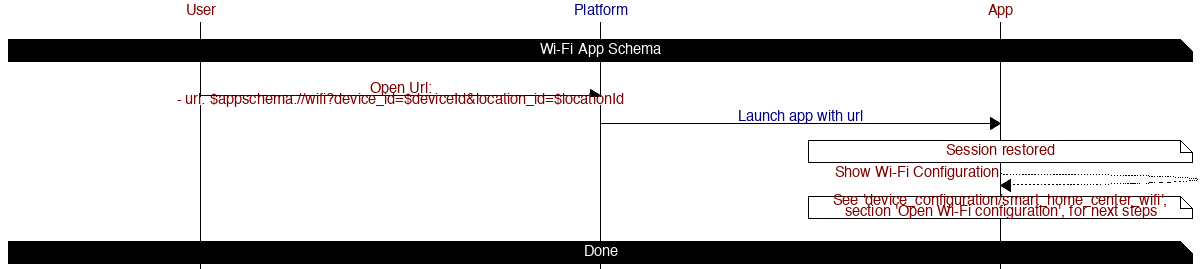 User
Platform
App
Wi-Fi App Schema
Open Url:
- url: $appschema://wifi?device_id=$deviceId&location_id=$locationId
Launch app with url
Session restored
Show Wi-Fi Configuration
See 'device_configuration/smart_home_center_wifi',
section 'Open Wi-Fi configuration', for next steps
Done